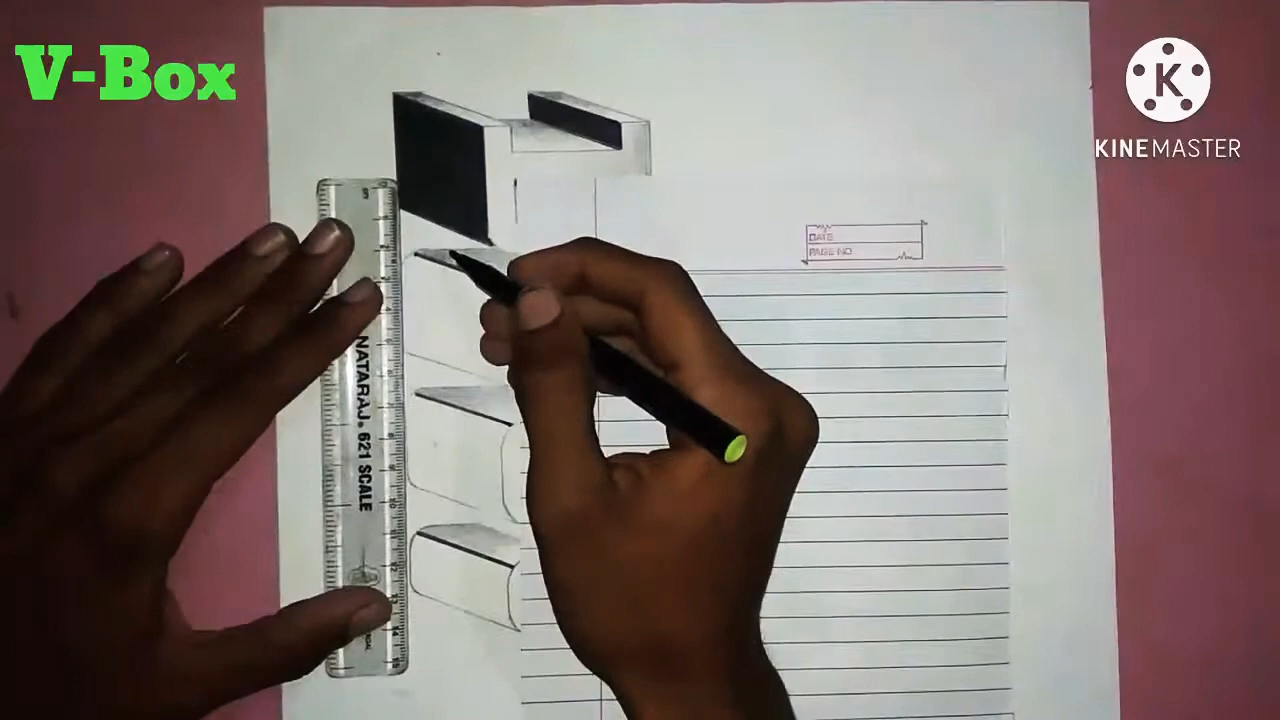 V-Box
K
KINEMASTER
DATE
PAGE NO
NATARAJ 621 SCALE